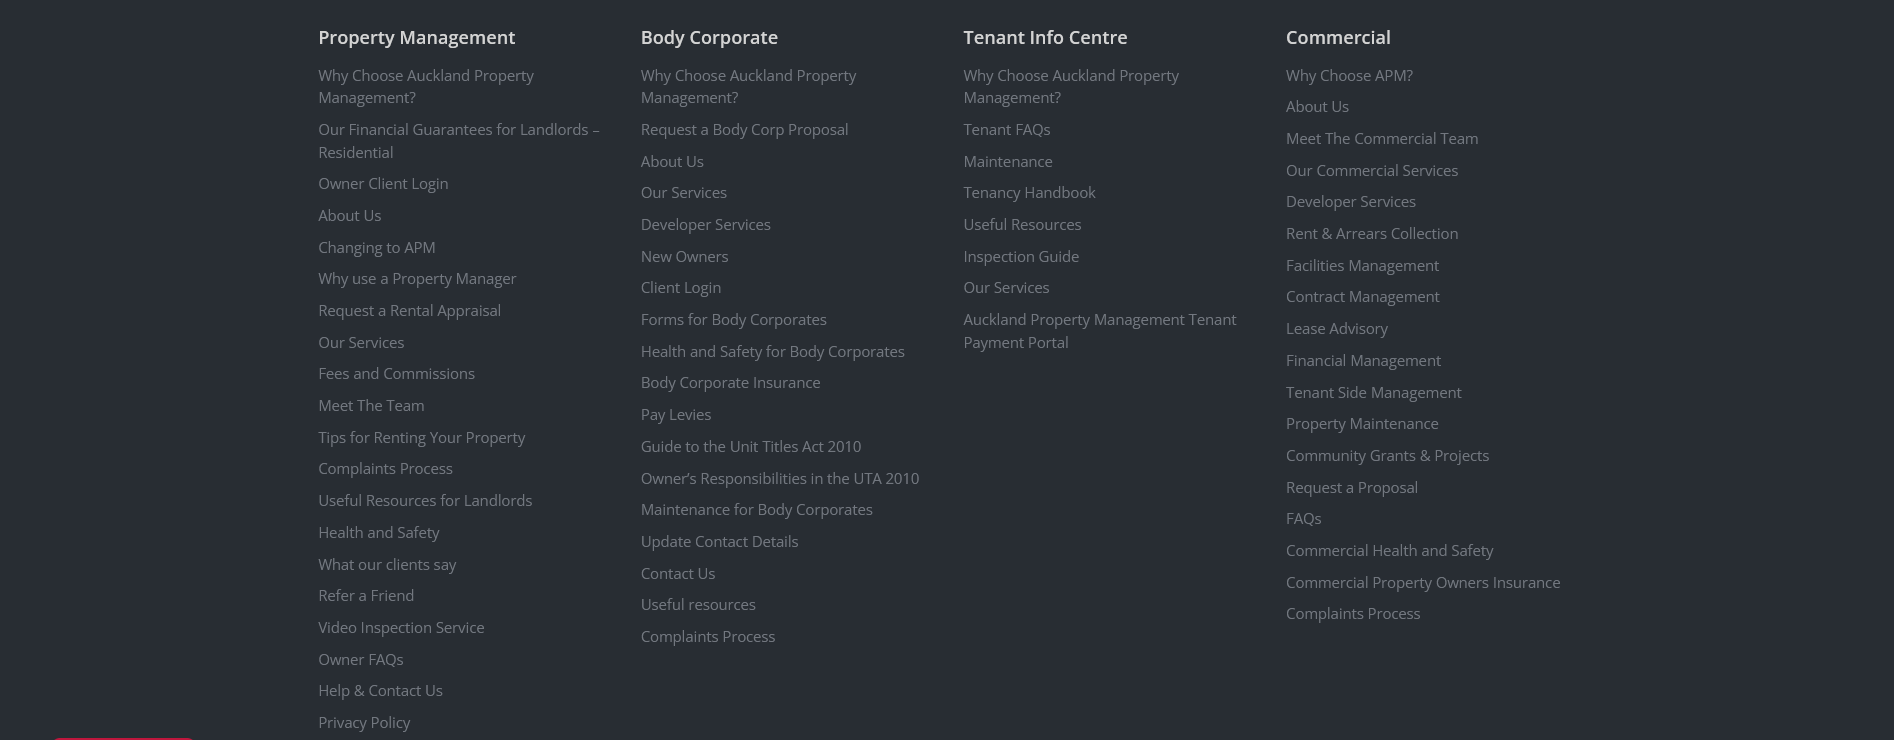 Property Management
Why Choose Auckland Property
Management?
Our Financial Guarantees for Landlords –
Residential
Owner Client Login
About Us
Changing to APM
Why use a Property Manager
Request a Rental Appraisal
Our Services
Fees and Commissions
Meet The Team
Tips for Renting Your Property
Complaints Process
Useful Resources for Landlords
Health and Safety
What our clients say
Refer a Friend
Video Inspection Service
Owner FAQs
Help & Contact Us
Privacy Policy
Body Corporate
Why Choose Auckland Property
Management?
Request a Body Corp Proposal
About Us
Our Services
Developer Services
New Owners
Client Login
Forms for Body Corporates
Health and Safety for Body Corporates
Body Corporate Insurance
Pay Levies
Guide to the Unit Titles Act 2010
Owner’s Responsibilities in the UTA 2010
Maintenance for Body Corporates
Update Contact Details
Contact Us
Useful resources
Complaints Process
Tenant Info Centre
Why Choose Auckland Property
Management?
Tenant FAQs
Maintenance
Tenancy Handbook
Useful Resources
Inspection Guide
Our Services
Auckland Property Management Tenant
Payment Portal
Commercial
Why Choose APM?
About Us
Meet The Commercial Team
Our Commercial Services
Developer Services
Rent & Arrears Collection
Facilities Management
Contract Management
Lease Advisory
Financial Management
Tenant Side Management
Property Maintenance
Community Grants & Projects
Request a Proposal
FAQs
Commercial Health and Safety
Commercial Property Owners Insurance
Complaints Process